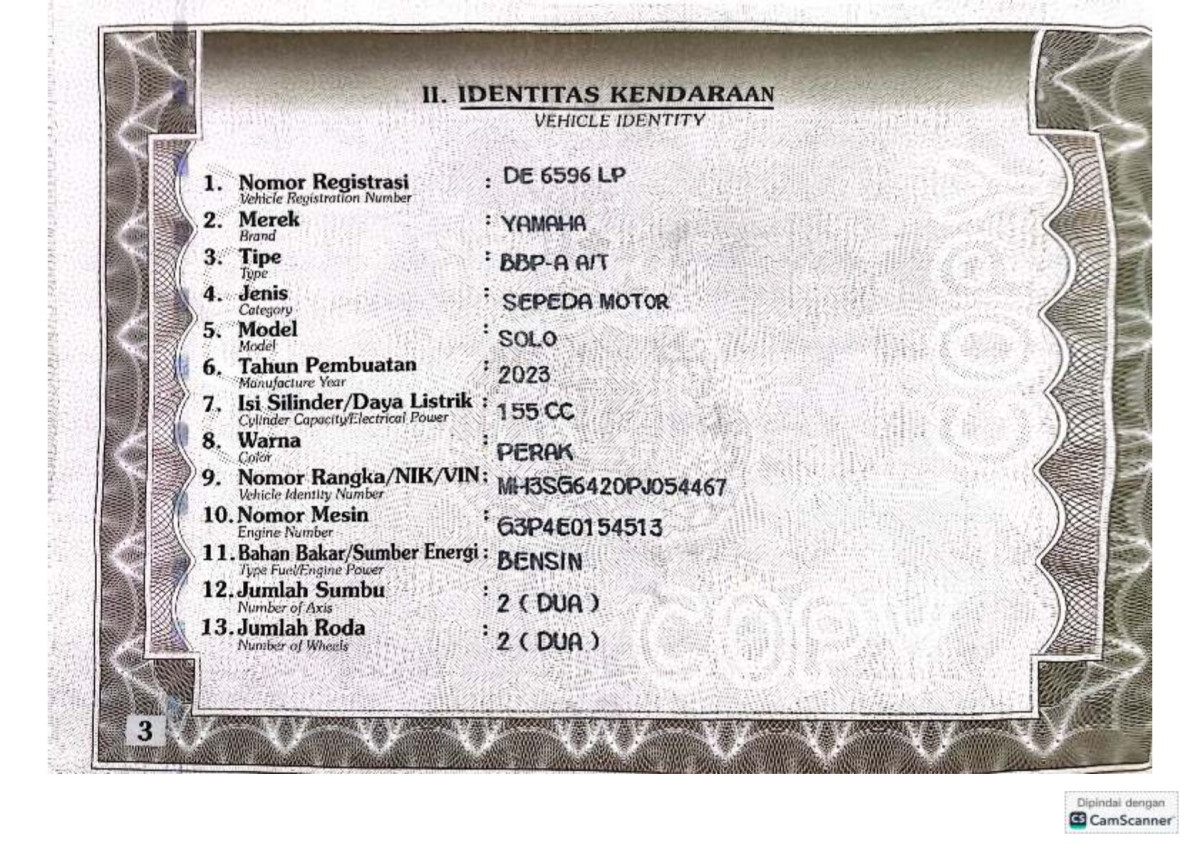 II. IDENTITAS KENDARAAN
VEHICLE IDENTITY
1. Nomor Registrasi : DE 6596 LP
Vehicle Registration Number
2. Merek : YAMAHA
Brand
3. Tipe : BBP-A A/T
Type
4. Jenis : SEPEDA MOTOR
Category
5. Model : SOLO
Model
6. Tahun Pembuatan : 2023
Manufacture Year
7. Isi Silinder/Daya Listrik : 155 CC
Cylinder Capacity/Electrical Power
8. Warna : PERAK
Color
9. Nomor Rangka/NIK/VIN : MH3SG6420PJ054467
Vehicle Identity Number
10. Nomor Mesin : G3P4E0154513
Engine Number
11. Bahan Bakar/Sumber Energi : BENSIN
Type Fuel/Engine Power
12. Jumlah Sumbu : 2 ( DUA )
Number of Axis
13. Jumlah Roda : 2 ( DUA )
Number of Wheels
COPY
COPY
3
Dipindai dengan
CS CamScanner